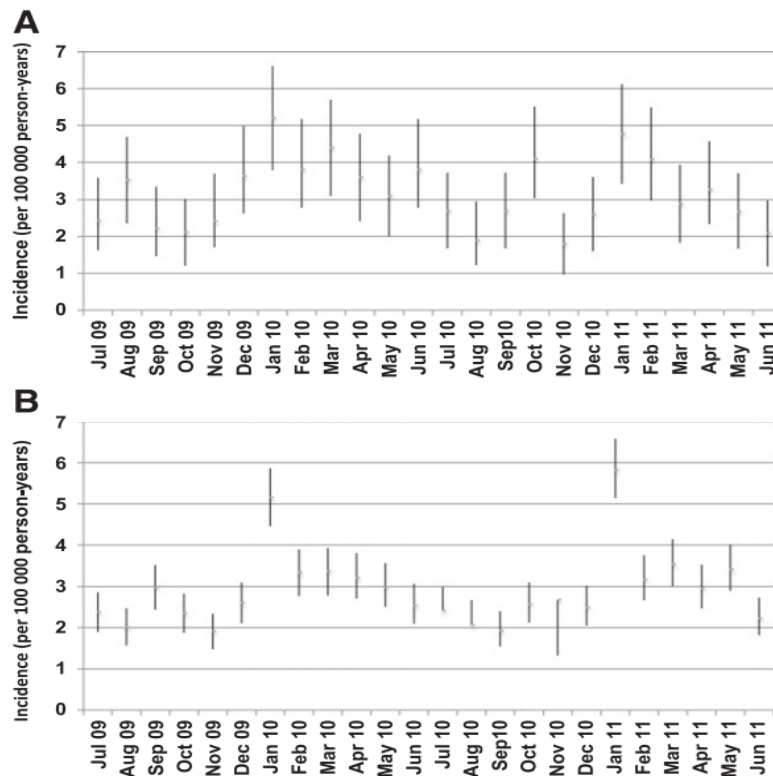 A
7
6
5
4
3
2
1
0
Incidence (per 100 000 person-years)
Jul 09
Aug 09
Sep 09
Oct 09
Nov 09
Dec 09
Jan 10
Feb 10
Mar 10
Apr 10
May 10
Jun 10
Jul 10
Aug 10
Sep10
Oct 10
Nov 10
Dec 10
Jan 11
Feb 11
Mar 11
Apr 11
May 11
Jun 11
B
7
6
5
4
3
2
1
0
Incidence (per 100 000 person-years)
Jul 09
Aug 09
Sep 09
Oct 09
Nov 09
Dec 09
Jan 10
Feb 10
Mar 10
Apr 10
May 10
Jun 10
Jul 10
Aug 10
Sep10
Oct 10
Nov 10
Dec 10
Jan 11
Feb 11
Mar 11
Apr 11
May 11
Jun 11